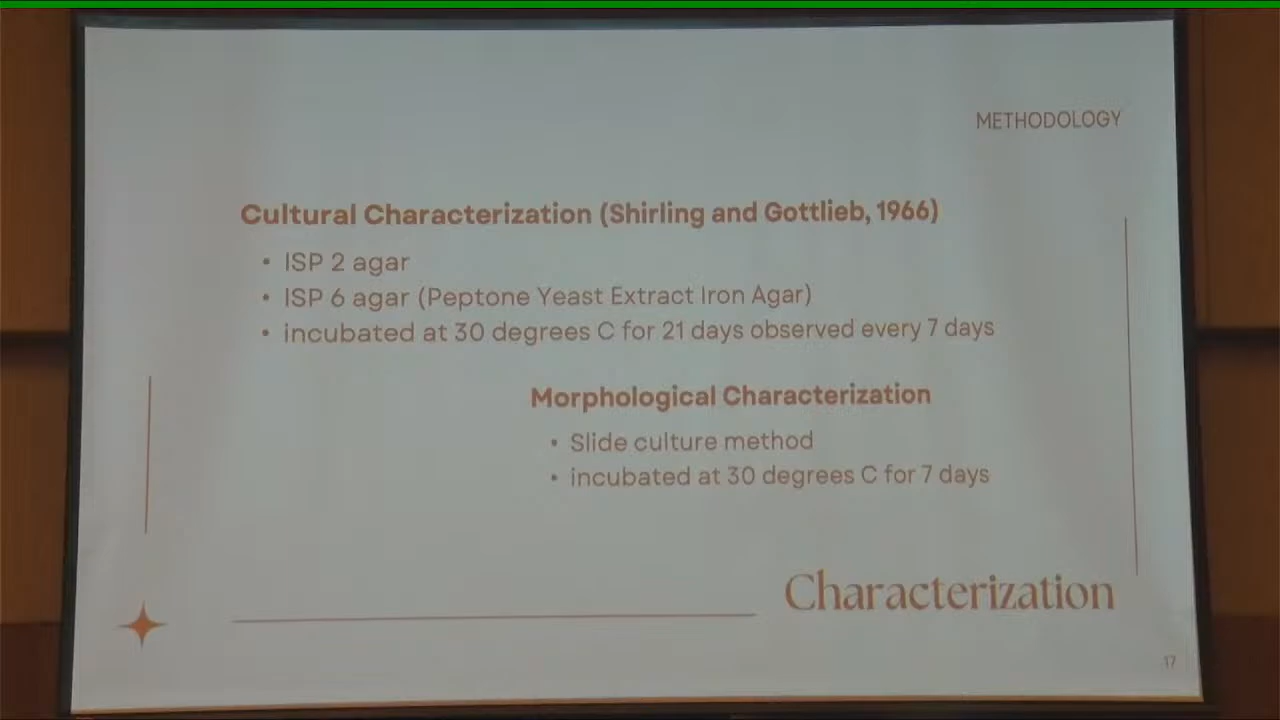 METHODOLOGY
Cultural Characterization (Shirling and Gottlieb, 1966)
• ISP 2 agar
• ISP 6 agar (Peptone Yeast Extract Iron Agar)
• incubated at 30 degrees C for 21 days observed every 7 days
Morphological Characterization
• Slide culture method
• incubated at 30 degrees C for 7 days
Characterization
17